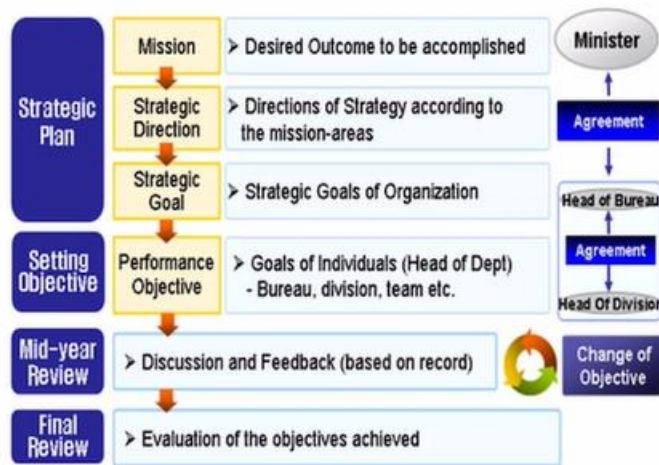 Strategic
Plan
Mission
➤ Desired Outcome to be accomplished
Strategic
Direction
➤ Directions of Strategy according to
the mission-areas
Strategic
Goal
➤ Strategic Goals of Organization
Setting
Objective
Performance
Objective
➤ Goals of Individuals (Head of Dept)
- Bureau, division, team etc.
Mid-year
Review
➤ Discussion and Feedback (based on record)
Final
Review
➤ Evaluation of the objectives achieved
Minister
Agreement
Head of Bureau
Agreement
Head Of Division
Change of
Objective